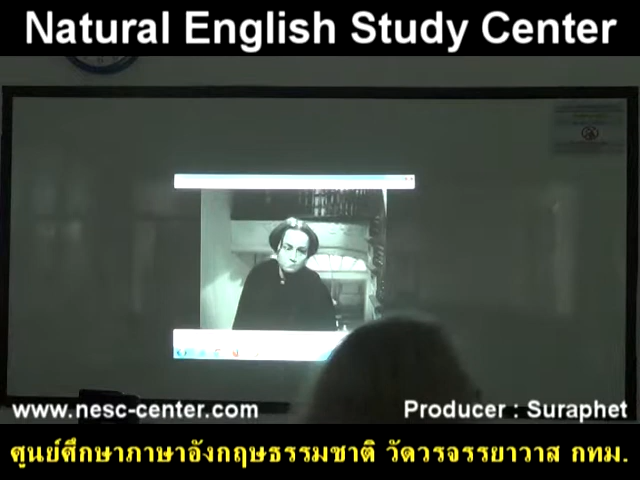 Natural English Study Center
www.nesc-center.com
Producer : Suraphet
ศูนย์ศึกษาภาษาอังกฤษธรรมชาติ วัดวรจรรยาวาส กทม.